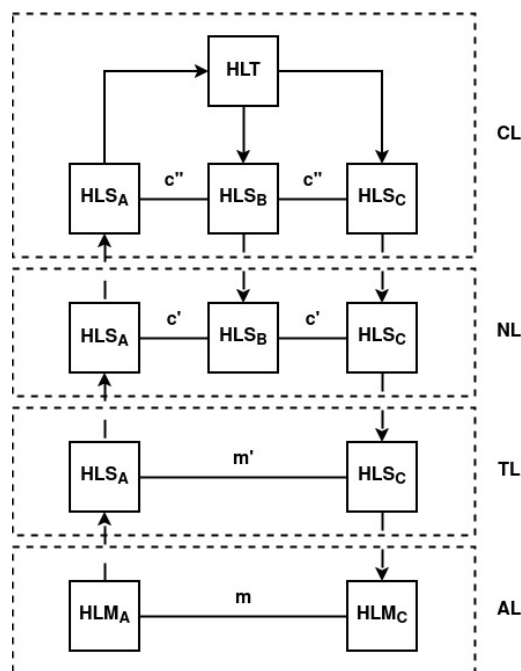 HLT
CL
c" c"
HLSA HLSB HLSC
c' c'
NL
HLSA HLSB HLSC
m'
TL
HLSA HLSC
m
AL
HLMA HLMC